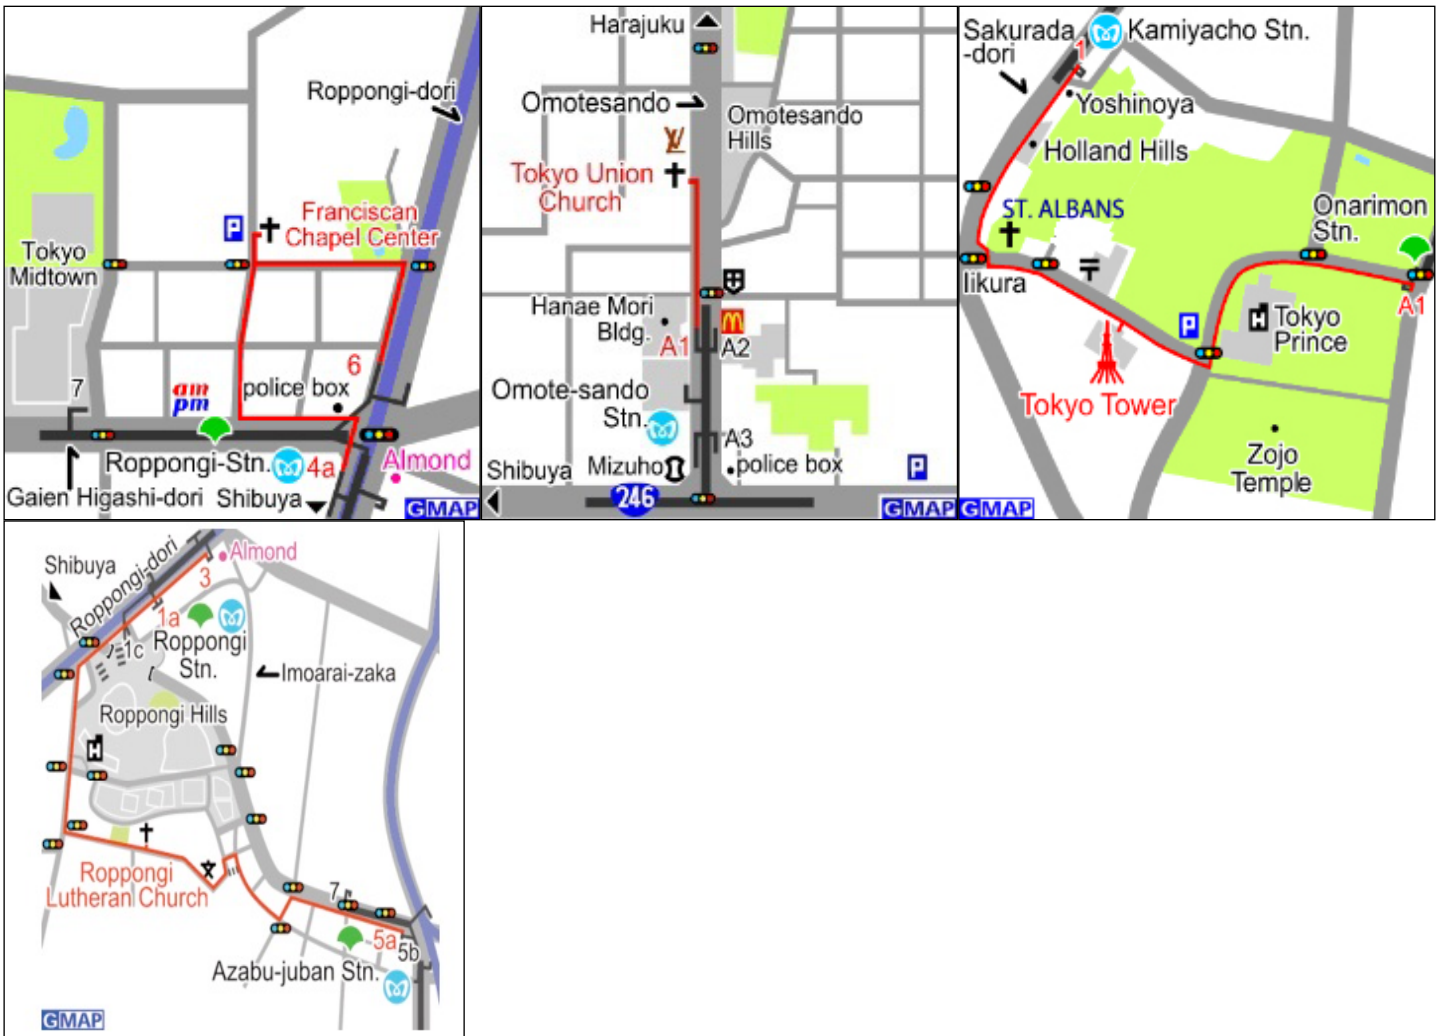 Roppongi-dori
Franciscan
Chapel Center
P
Tokyo
Midtown
7
am
pm
6
police box
Roppongi-Stn.
4a
Almond
Gaien Higashi-dori
Shibuya
GMAP
Harajuku
Omotesando
Omotesando
Hills
LV
Tokyo Union
Church
Hanae Mori
Bldg.
A1
A2
Omote-sando
Stn.
A3
Shibuya
Mizuho
police box
P
246
GMAP
Sakurada
-dori
1
Kamiyacho Stn.
Yoshinoya
Holland Hills
ST. ALBANS
Onarimon
Stn.
Iikura
〒
A1
P
H
Tokyo
Prince
Tokyo Tower
Zojo
Temple
GMAP
Shibuya
Roppongi-dori
Almond
3
1a
1c
Roppongi
Stn.
Imoarai-zaka
Roppongi Hills
H
Roppongi
Lutheran Church
7
5a
5b
Azabu-juban Stn.
GMAP